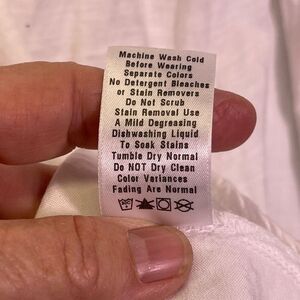 Machine Wash Cold
Before Wearing
Separate Colors
No Detergent Bleaches
or Stain Removers
Do Not Scrub
Stain Removal Use
A Mild Degreasing
Dishwashing Liquid
To Soak Stains
Tumble Dry Normal
Do NOT Dry Clean
Color Variances
Fading Are Normal